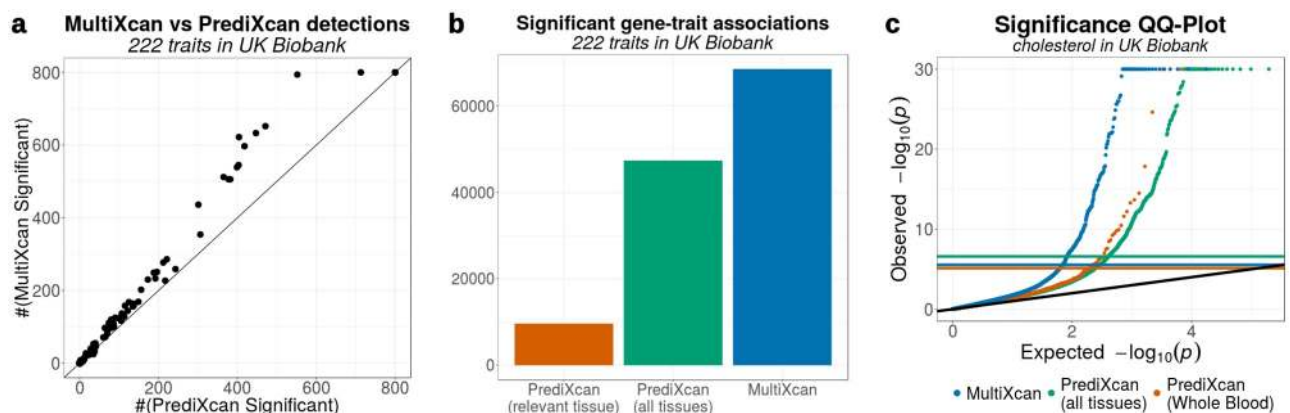 a
MultiXcan vs PrediXcan detections
222 traits in UK Biobank
#(MultiXcan Significant)
800
600
400
200
0
0 200 400 600 800
#(PrediXcan Significant)
b
Significant gene-trait associations
222 traits in UK Biobank
60000
40000
20000
0
PrediXcan
(relevant tissue)
PrediXcan
(all tissues)
MultiXcan
c
Significance QQ-Plot
cholesterol in UK Biobank
Observed −log10(p)
30
20
10
0
0 2 4
Expected −log10(p)
MultiXcan
PrediXcan
(all tissues)
PrediXcan
(Whole Blood)